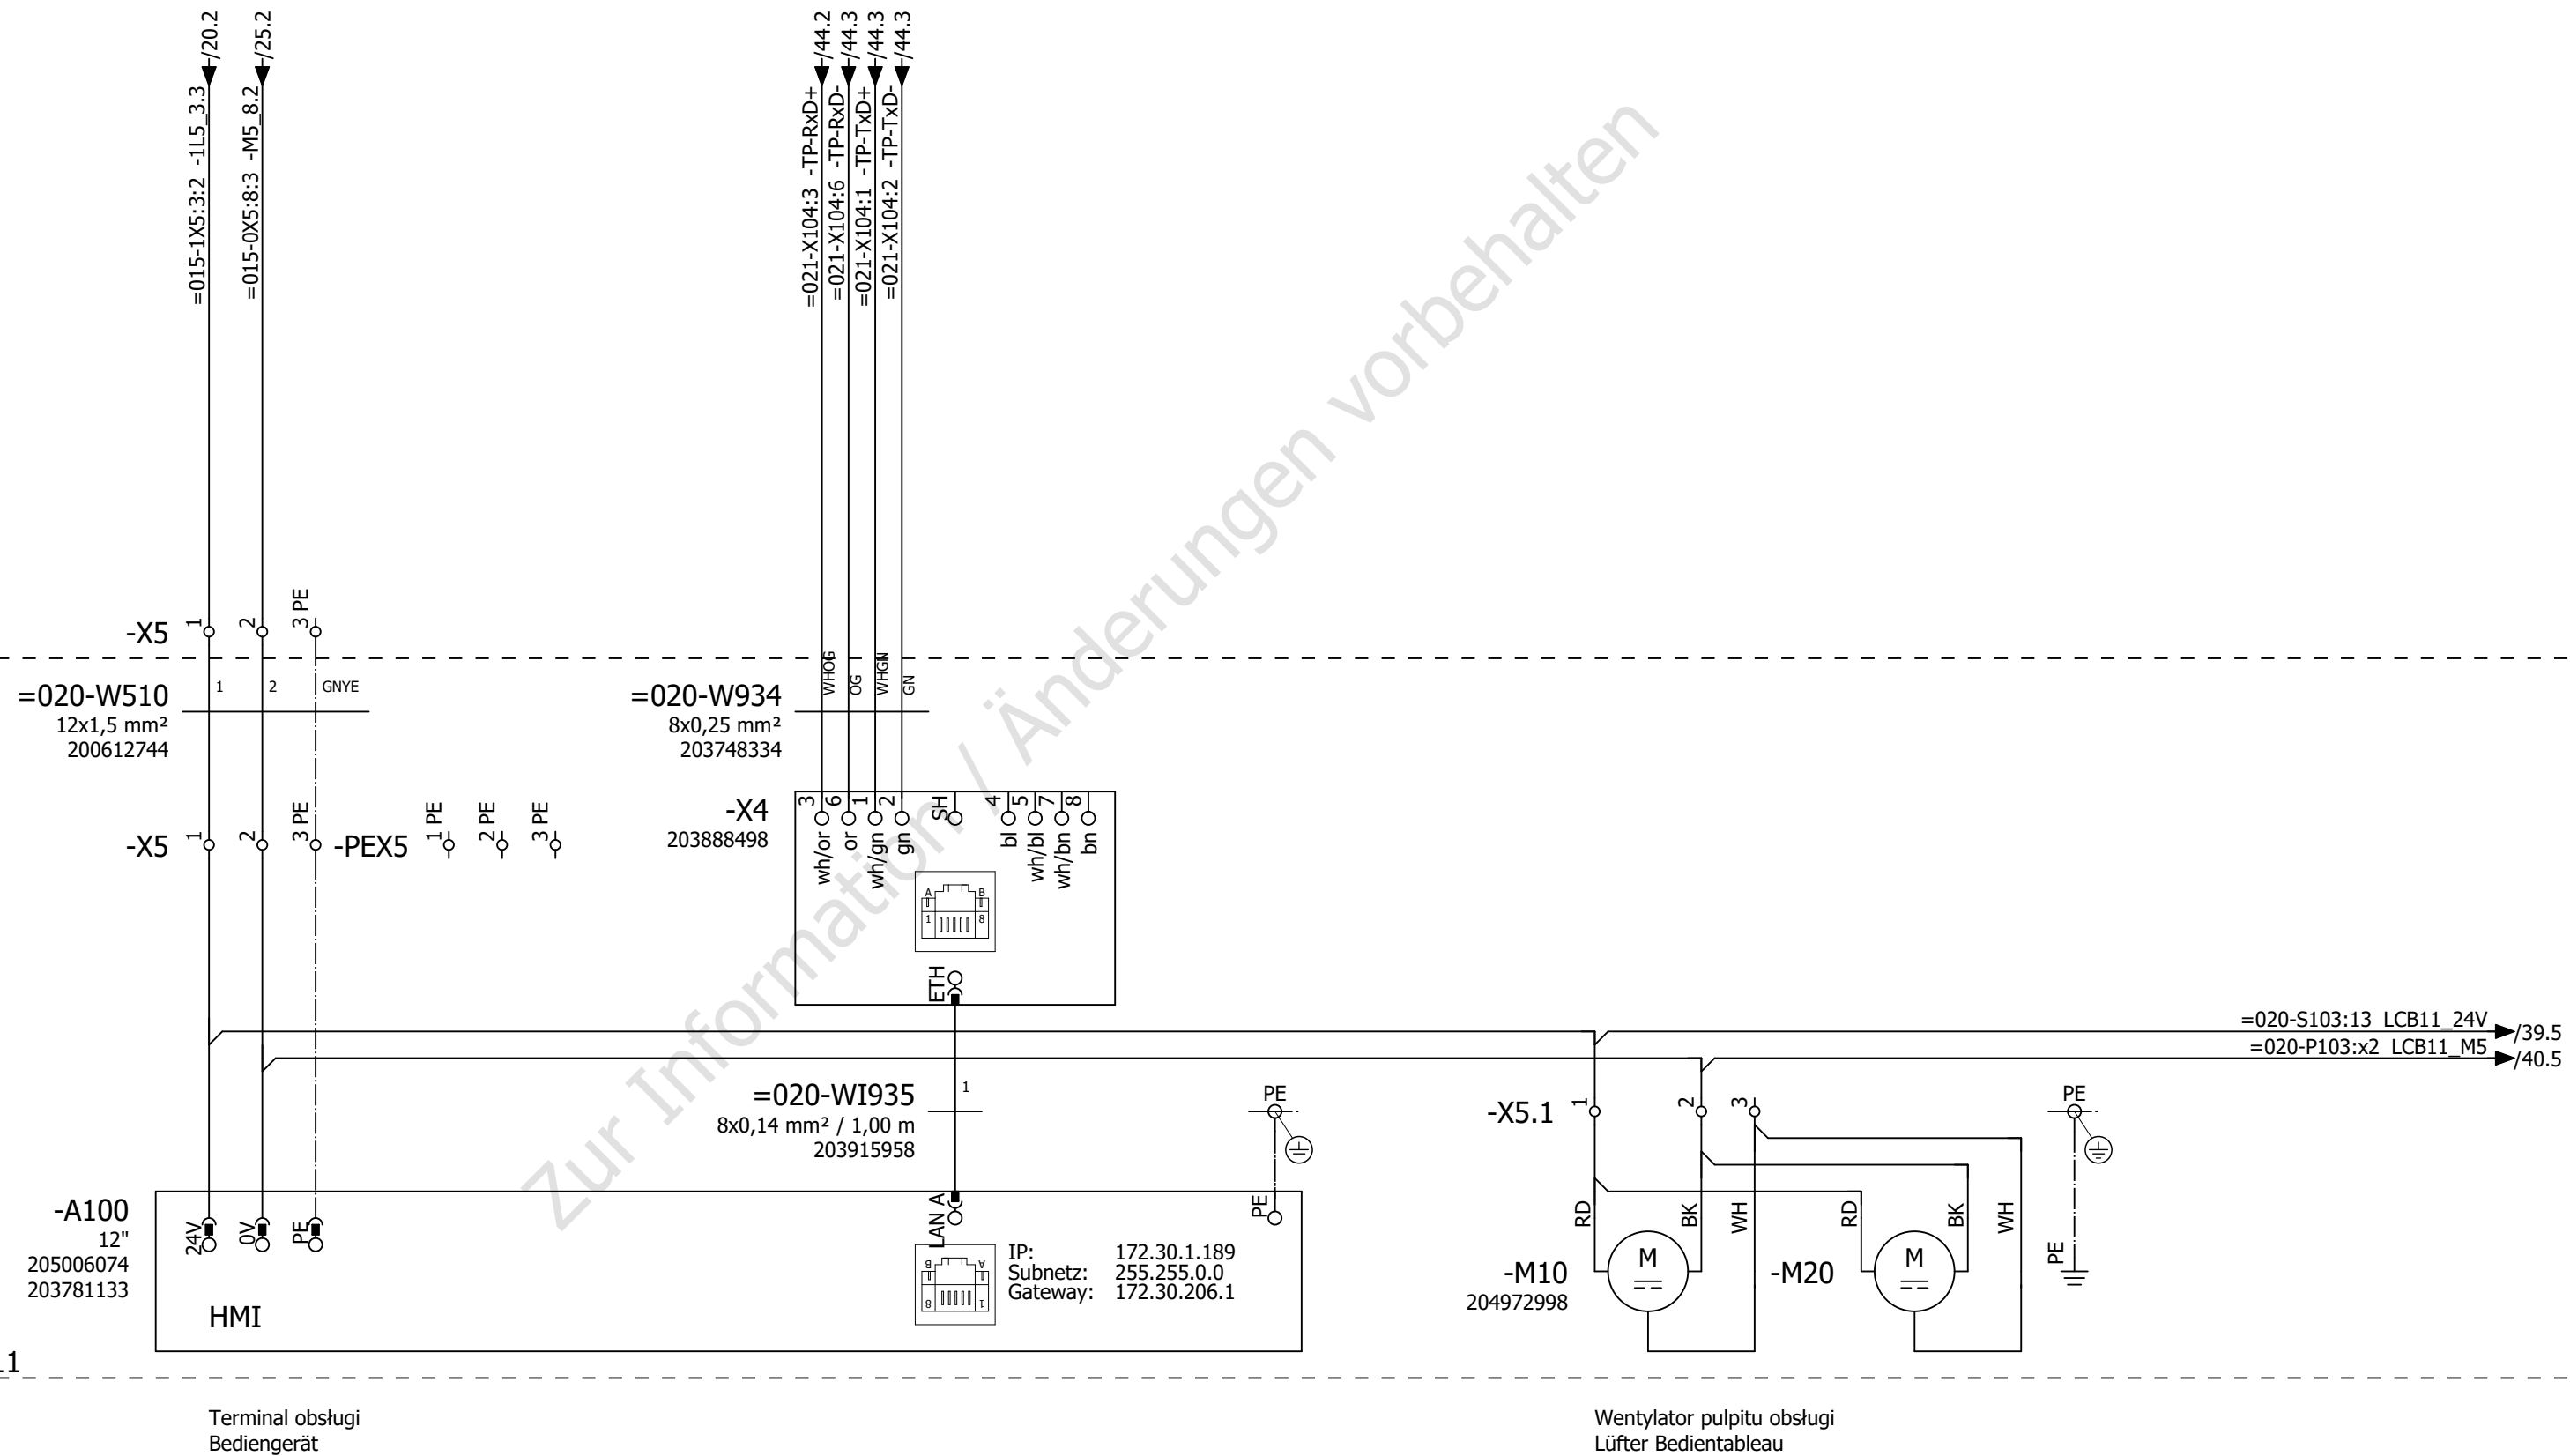 /20.2
/25.2
/44.2
/44.3
/44.3
/44.3
=015-1X5:3:2 -1L5_3.3
=015-0X5:8:3 -M5_8.2
=021-X104:3 -TP-RxD+
=021-X104:6 -TP-RxD-
=021-X104:1 -TP-TxD+
=021-X104:2 -TP-TxD-
Zur Information / Änderungen vorbehalten
-X5
1
2
3 PE
=020-W510
12x1,5 mm²
200612744
1
2
GNYE
=020-W934
8x0,25 mm²
203748334
WHOG
OG
WHGN
GN
-X5
1
2
3 PE
-PEX5
1 PE
2 PE
3 PE
-X4
203888498
3
6
1
2
SH
4
5
7
8
wh/or
or
wh/gn
gn
bl
wh/bl
wh/bn
bn
A B
1 8
ETH
=020-S103:13 LCB11_24V
/39.5
=020-P103:x2 LCB11_M5
/40.5
=020-WI935
8x0,14 mm² / 1,00 m
203915958
1
PE
-X5.1
1
2
3
PE
-A100
12"
205006074
203781133
24V
0V
PE
LAN A
PE
A B
1 8
IP: 172.30.1.189
Subnetz: 255.255.0.0
Gateway: 172.30.206.1
HMI
RD
BK
WH
RD
BK
WH
PE
-M10
204972998
M
-M20
M
11
Terminal obsługi
Bediengerät
Wentylator pulpitu obsługi
Lüfter Bedientableau